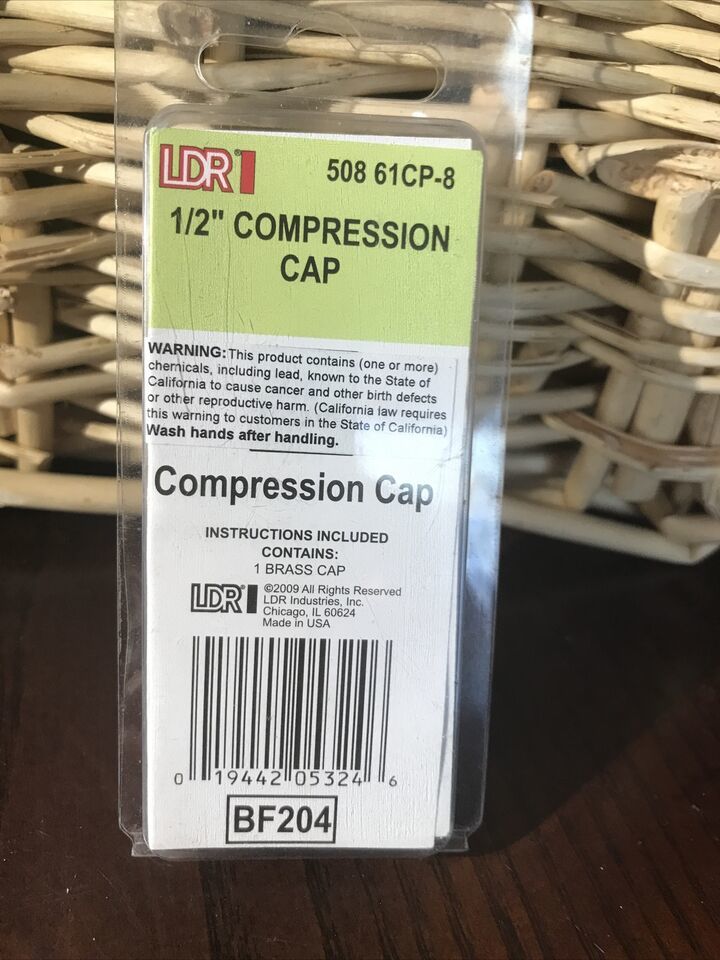 LDR® 508 61CP-8
1/2" COMPRESSION
CAP
WARNING: This product contains (one or more)
chemicals, including lead, known to the State of
California to cause cancer and other birth defects
or other reproductive harm. (California law requires
this warning to customers in the State of California)
Wash hands after handling.
Compression Cap
INSTRUCTIONS INCLUDED
CONTAINS:
1 BRASS CAP
LDR ©2009 All Rights Reserved
LDR Industries, Inc.
Chicago, IL 60624
Made in USA
0 19442 05324 6
BF204